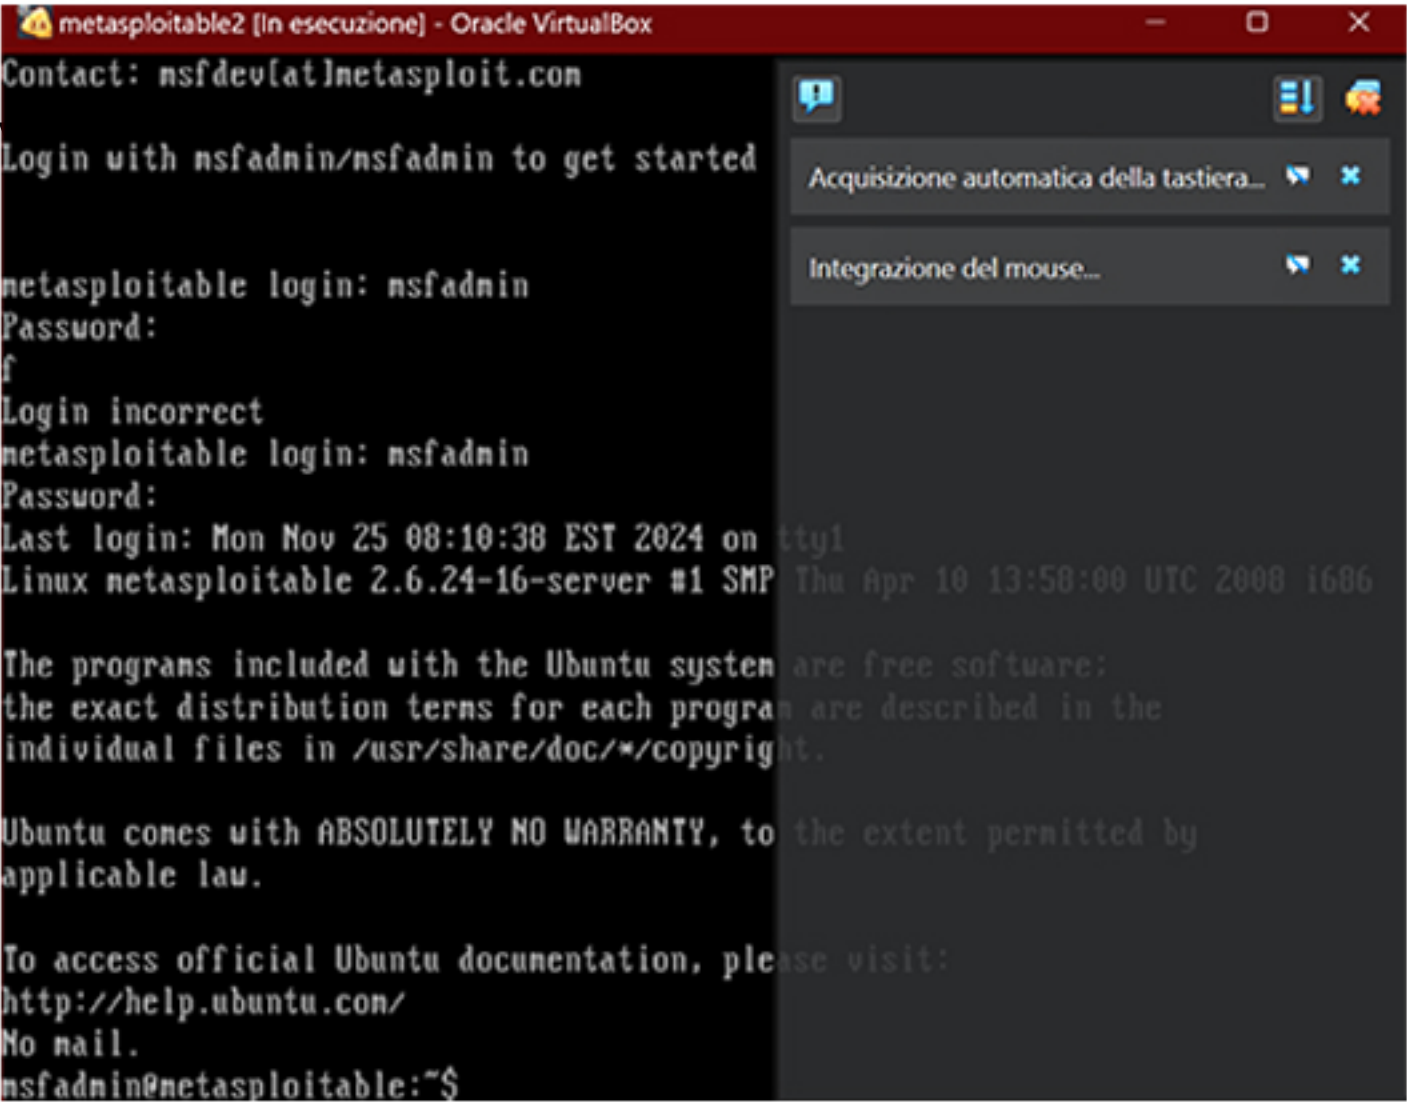 metasploitable2 [In esecuzione] - Oracle VirtualBox
Contact: msfdev[at]metasploit.com
Login with msfadmin/msfadmin to get started
Acquisizione automatica della tastiera...
Integrazione del mouse...
metasploitable login: msfadmin
Password:
f
Login incorrect
metasploitable login: msfadmin
Password:
Last login: Mon Nov 25 08:10:38 EST 2024 on tty1
Linux metasploitable 2.6.24-16-server #1 SMP Thu Apr 10 13:58:00 UTC 2008 i686
The programs included with the Ubuntu system are free software;
the exact distribution terms for each program are described in the
individual files in /usr/share/doc/*/copyright.
Ubuntu comes with ABSOLUTELY NO WARRANTY, to the extent permitted by
applicable law.
To access official Ubuntu documentation, please visit:
http://help.ubuntu.com/
No mail.
msfadmin@metasploitable:~$